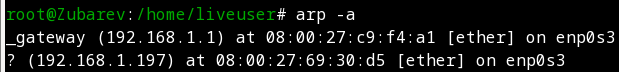 root@Zubarev:/home/liveuser# arp -a
_gateway (192.168.1.1) at 08:00:27:c9:f4:a1 [ether] on enp0s3
? (192.168.1.197) at 08:00:27:69:30:d5 [ether] on enp0s3